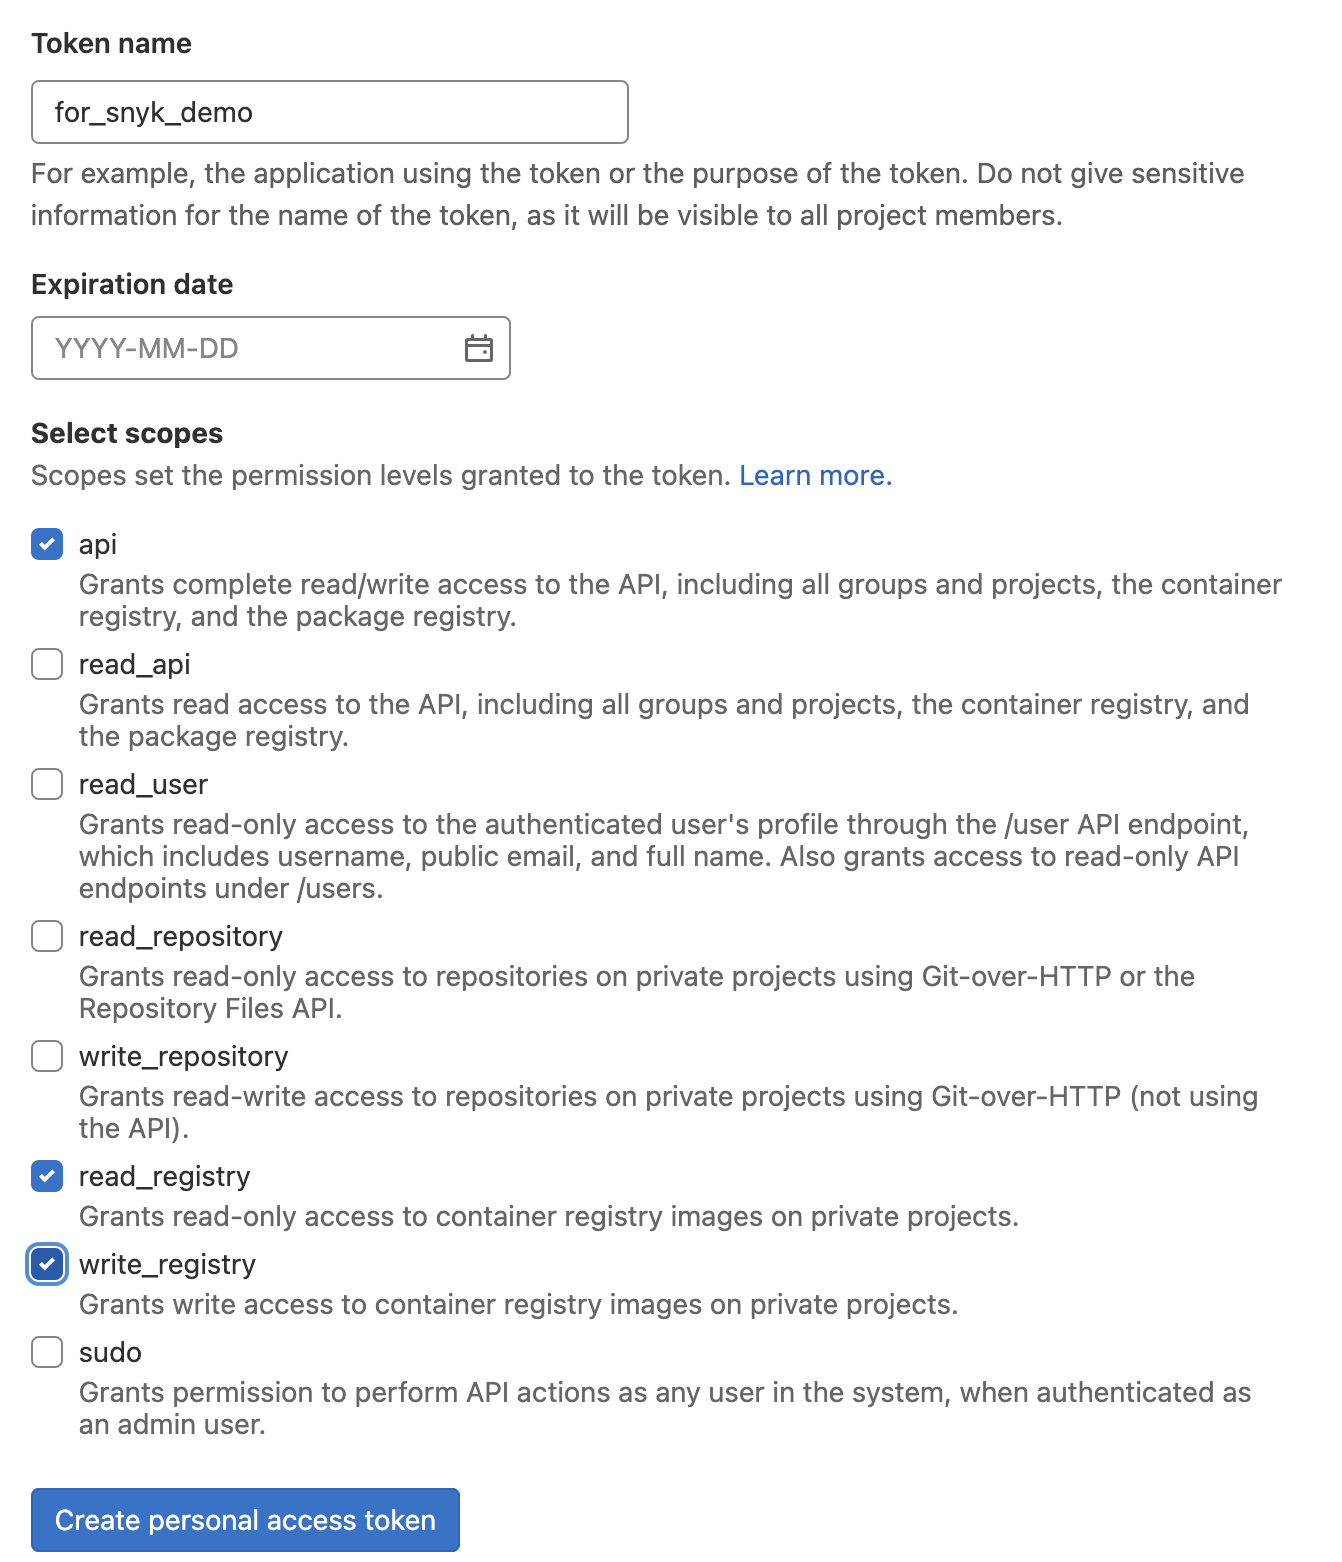 Token name
for_snyk_demo
For example, the application using the token or the purpose of the token. Do not give sensitive
information for the name of the token, as it will be visible to all project members.
Expiration date
YYYY-MM-DD
Select scopes
Scopes set the permission levels granted to the token. Learn more.
api
Grants complete read/write access to the API, including all groups and projects, the container
registry, and the package registry.
read_api
Grants read access to the API, including all groups and projects, the container registry, and
the package registry.
read_user
Grants read-only access to the authenticated user's profile through the /user API endpoint,
which includes username, public email, and full name. Also grants access to read-only API
endpoints under /users.
read_repository
Grants read-only access to repositories on private projects using Git-over-HTTP or the
Repository Files API.
write_repository
Grants read-write access to repositories on private projects using Git-over-HTTP (not using
the API).
read_registry
Grants read-only access to container registry images on private projects.
write_registry
Grants write access to container registry images on private projects.
sudo
Grants permission to perform API actions as any user in the system, when authenticated as
an admin user.
Create personal access token